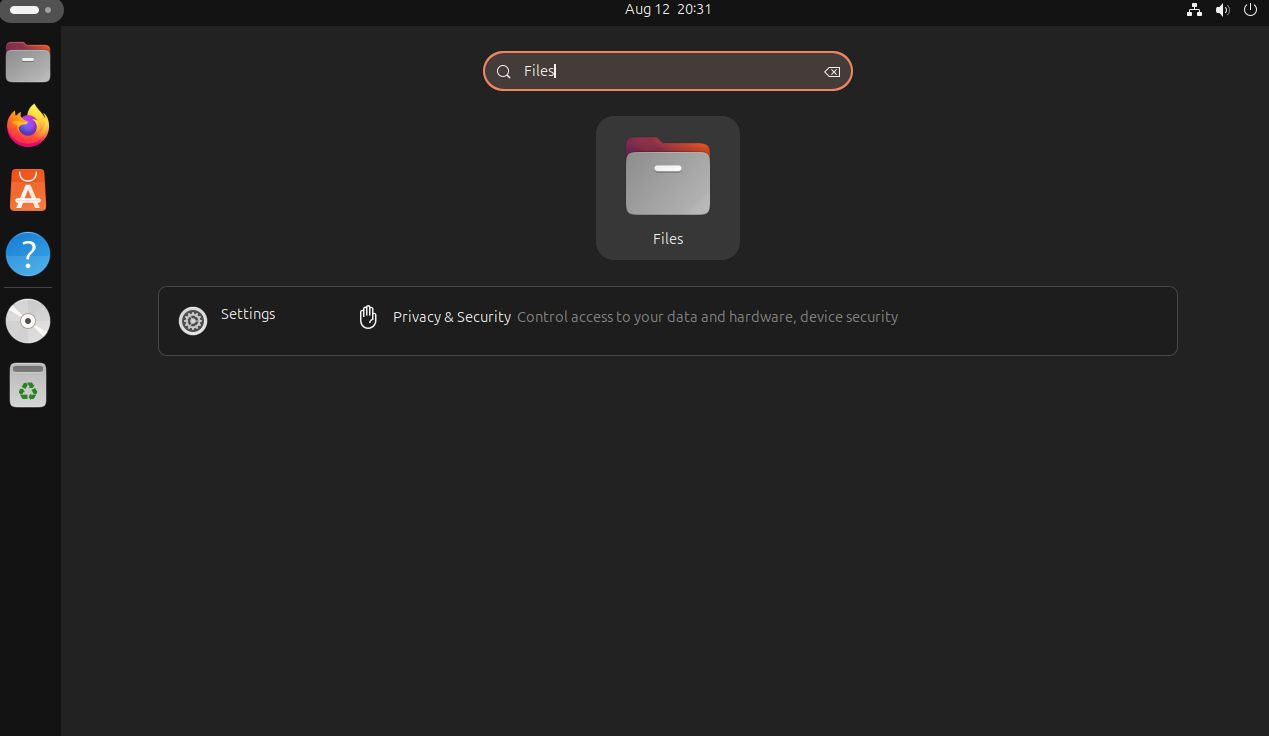 Aug 12 20:31
Files
Files
Settings
Privacy & Security Control access to your data and hardware, device security